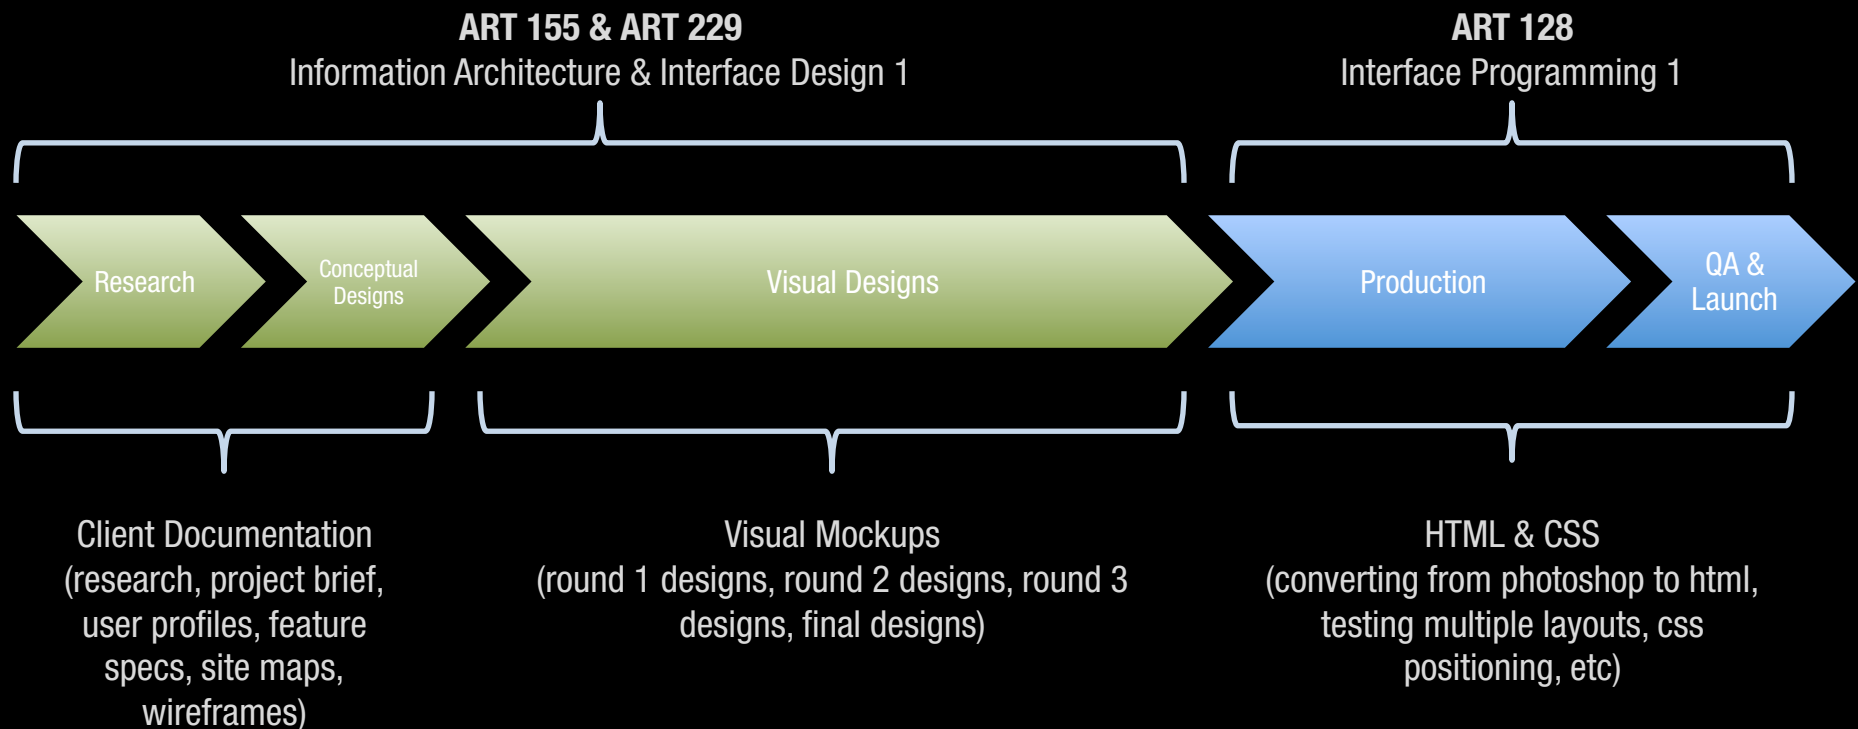 ART 155 & ART 229
Information Architecture & Interface Design 1
ART 128
Interface Programming 1
Research
Conceptual
Designs
Visual Designs
Production
QA &
Launch
Client Documentation
(research, project brief,
user profiles, feature
specs, site maps,
wireframes)
Visual Mockups
(round 1 designs, round 2 designs, round 3
designs, final designs)
HTML & CSS
(converting from photoshop to html,
testing multiple layouts, css
positioning, etc)